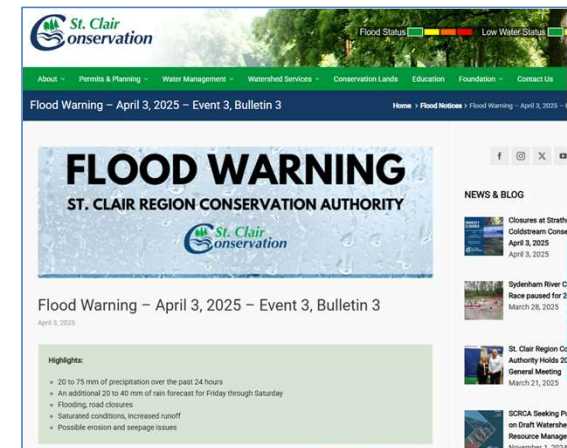 St. Clair
Conservation
Flood Status
Low Water Status
About
Permits & Planning
Water Management
Watershed Services
Conservation Lands
Education
Foundation
Contact Us
Flood Warning – April 3, 2025 – Event 3, Bulletin 3
Home > Flood Notices > Flood Warning – April 3, 2025 –
FLOOD WARNING
ST. CLAIR REGION CONSERVATION AUTHORITY
St. Clair
Conservation
Flood Warning – April 3, 2025 – Event 3, Bulletin 3
April 3, 2025
Highlights:
20 to 75 mm of precipitation over the past 24 hours
An additional 20 to 40 mm of rain forecast for Friday through Saturday
Flooding, road closures
Saturated conditions, increased runoff
Possible erosion and seepage issues
NEWS & BLOG
Closures at Strathr
Coldstream Conse
April 3, 2025
April 3, 2025
Sydenham River C
Race paused for 2
March 26, 2025
St. Clair Region Co
Authority Holds 20
General Meeting
March 21, 2025
SCRCA Seeking Pu
on Draft Watershe
Resource Manage
November 1, 2024